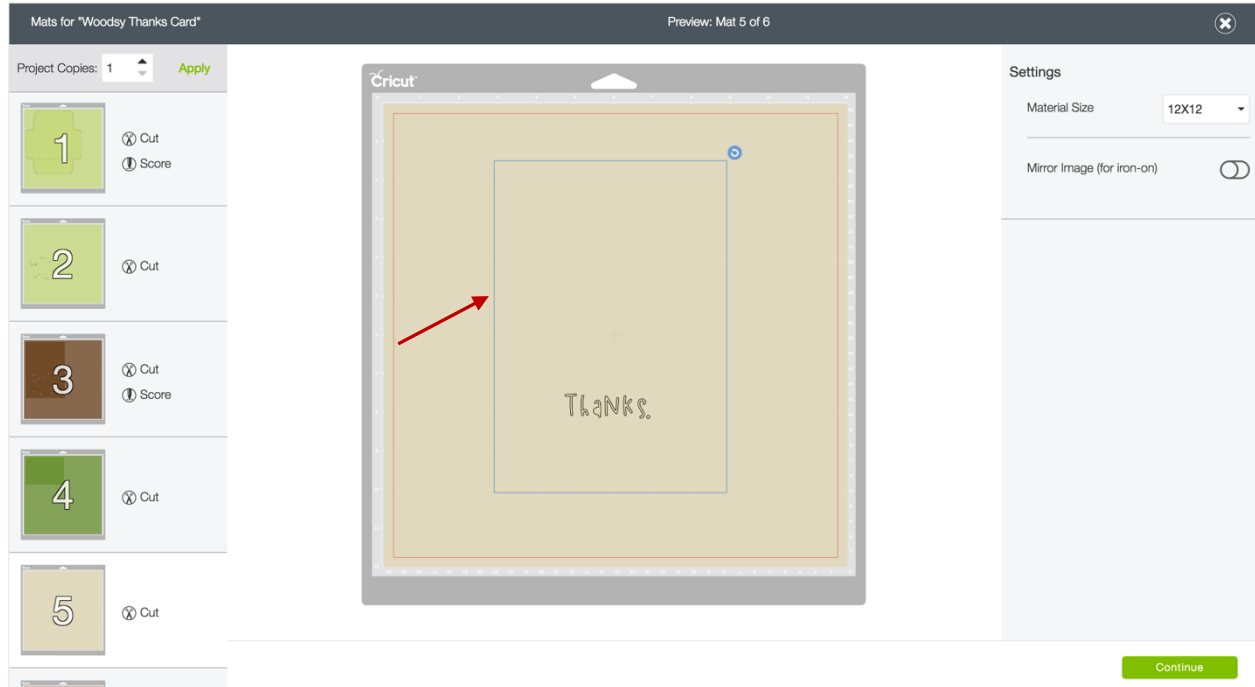 Mats for "Woodsy Thanks Card"
Preview: Mat 5 of 6
Project Copies: 1
Apply
1
Cut
Score
2
Cut
3
Cut
Score
4
Cut
5
Cut
Cricut
Thanks.
Settings
Material Size
12X12
Mirror Image (for iron-on)
Continue